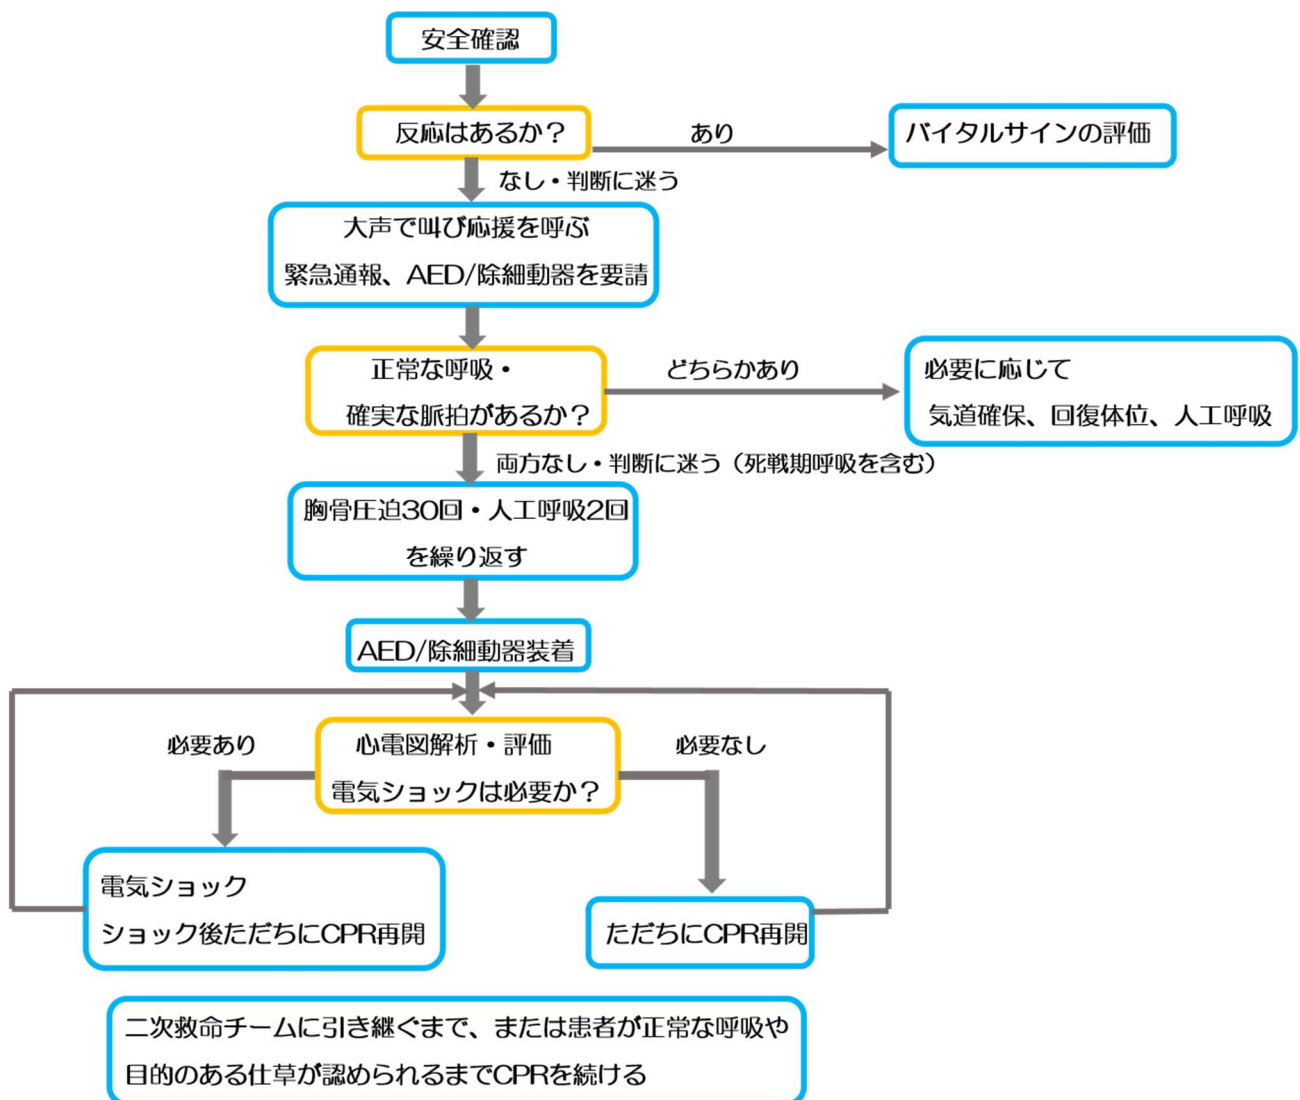 安全確認
反応はあるか？
あり
バイタルサインの評価
なし・判断に迷う
大声で叫び応援を呼ぶ
緊急通報、AED/除細動器を要請
正常な呼吸・
確実な脈拍があるか？
どちらかあり
必要に応じて
気道確保、回復体位、人工呼吸
両方なし・判断に迷う（死戦期呼吸を含む）
胸骨圧迫30回・人工呼吸2回
を繰り返す
AED/除細動器装着
心電図解析・評価
電気ショックは必要か？
必要あり
必要なし
電気ショック
ショック後ただちにCPR再開
ただちにCPR再開
二次救命チームに引き継ぐまで、または患者が正常な呼吸や
目的のある仕草が認められるまでCPRを続ける